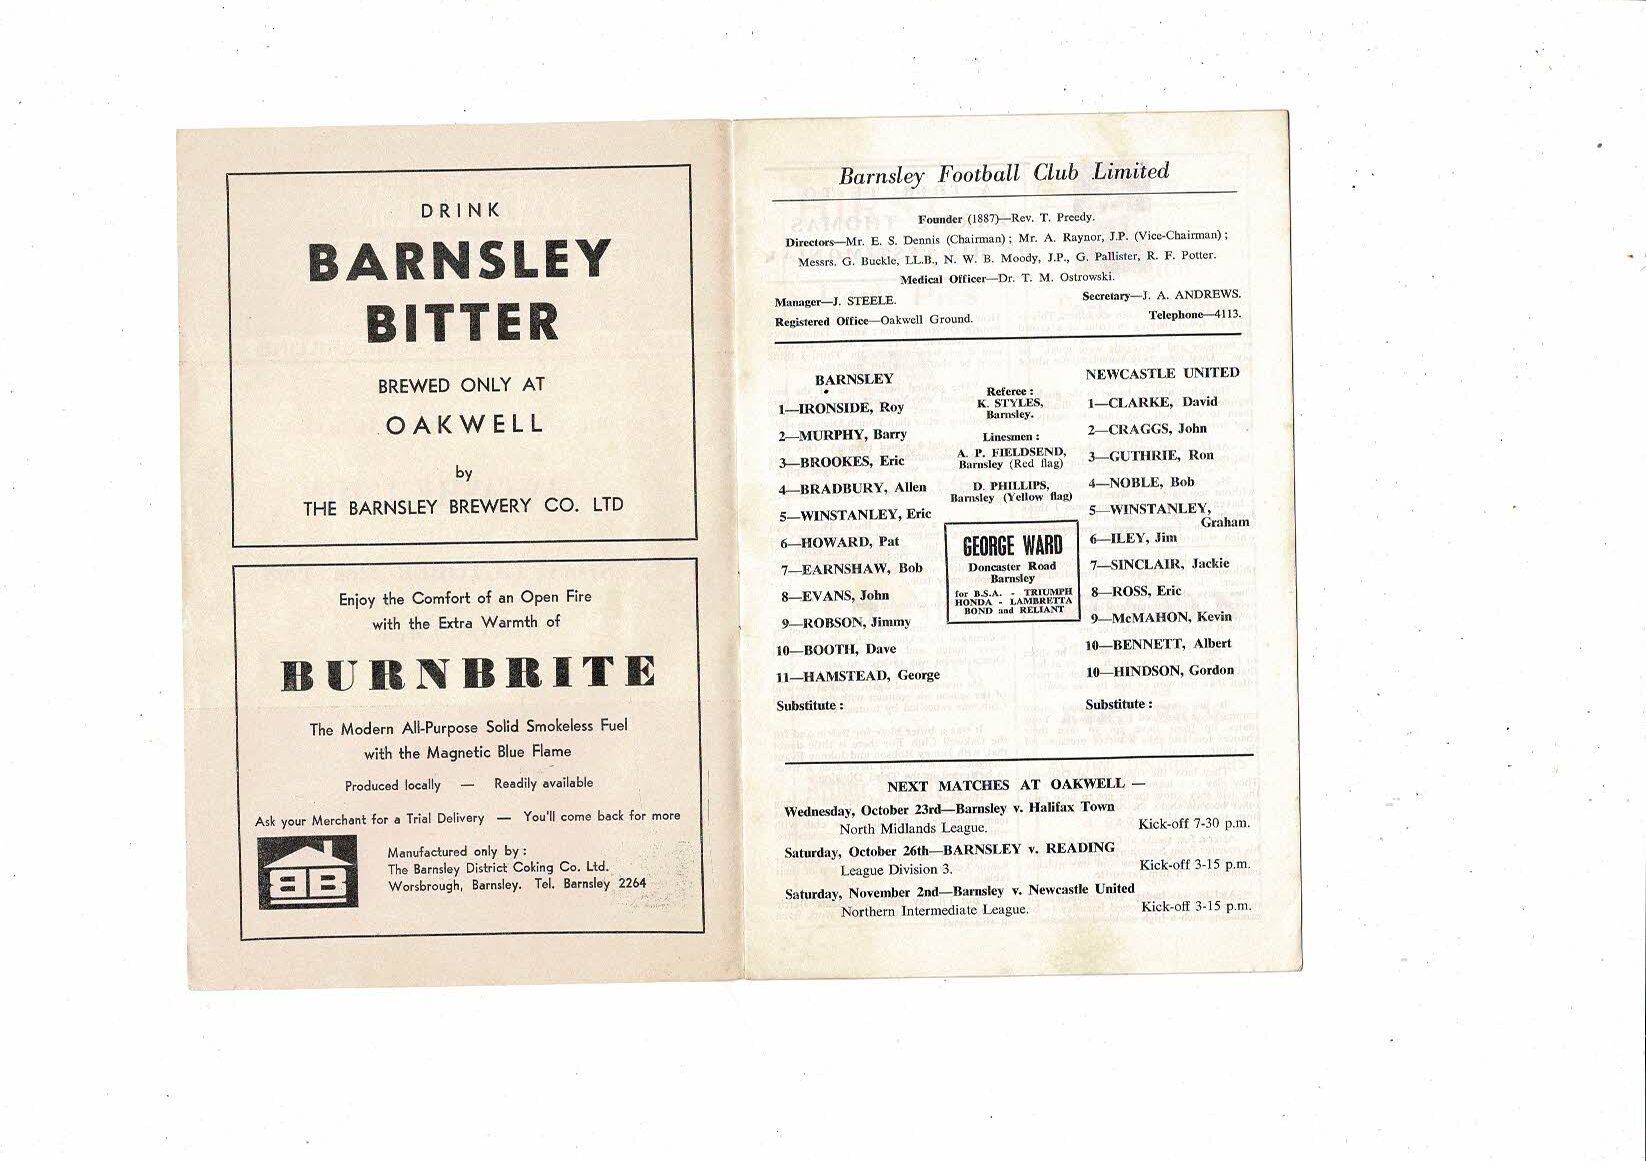 DRINK
BARNSLEY
BITTER
BREWED ONLY AT
OAKWELL
by
THE BARNSLEY BREWERY CO. LTD
Enjoy the Comfort of an Open Fire
with the Extra Warmth of
BURNBRITE
The Modern All-Purpose Solid Smokeless Fuel
with the Magnetic Blue Flame
Produced locally — Readily available
Ask your Merchant for a Trial Delivery — You'll come back for more
BB
Manufactured only by :
The Barnsley District Coking Co. Ltd.
Worsbrough, Barnsley. Tel. Barnsley 2264
Barnsley Football Club Limited
Founder (1887)—Rev. T. Preedy.
Directors—Mr. E. S. Dennis (Chairman) ; Mr. A. Raynor, J.P. (Vice-Chairman) ;
Messrs. G. Buckle, LL.B., N. W. B. Moody, J.P., G. Pallister, R. F. Potter.
Medical Officer—Dr. T. M. Ostrowski.
Manager—J. STEELE.
Secretary—J. A. ANDREWS.
Registered Office—Oakwell Ground.
Telephone—4113.
BARNSLEY
1—IRONSIDE, Roy
2—MURPHY, Barry
3—BROOKES, Eric
4—BRADBURY, Allen
5—WINSTANLEY, Eric
6—HOWARD, Pat
7—EARNSHAW, Bob
8—EVANS, John
9—ROBSON, Jimmy
10—BOOTH, Dave
11—HAMSTEAD, George
Substitute :
Referee :
K. STYLES,
Barnsley.
Linesmen :
A. P. FIELDSEND,
Barnsley (Red flag)
D. PHILLIPS,
Barnsley (Yellow flag)
GEORGE WARD
Doncaster Road
Barnsley
for B.S.A. - TRIUMPH
HONDA - LAMBRETTA
BOND and RELIANT
NEWCASTLE UNITED
1—CLARKE, David
2—CRAGGS, John
3—GUTHRIE, Ron
4—NOBLE, Bob
5—WINSTANLEY,
Graham
6—ILEY, Jim
7—SINCLAIR, Jackie
8—ROSS, Eric
9—McMAHON, Kevin
10—BENNETT, Albert
10—HINDSON, Gordon
Substitute :
NEXT MATCHES AT OAKWELL —
Wednesday, October 23rd—Barnsley v. Halifax Town
North Midlands League. Kick-off 7-30 p.m.
Saturday, October 26th—BARNSLEY v. READING
League Division 3. Kick-off 3-15 p.m.
Saturday, November 2nd—Barnsley v. Newcastle United
Northern Intermediate League. Kick-off 3-15 p.m.